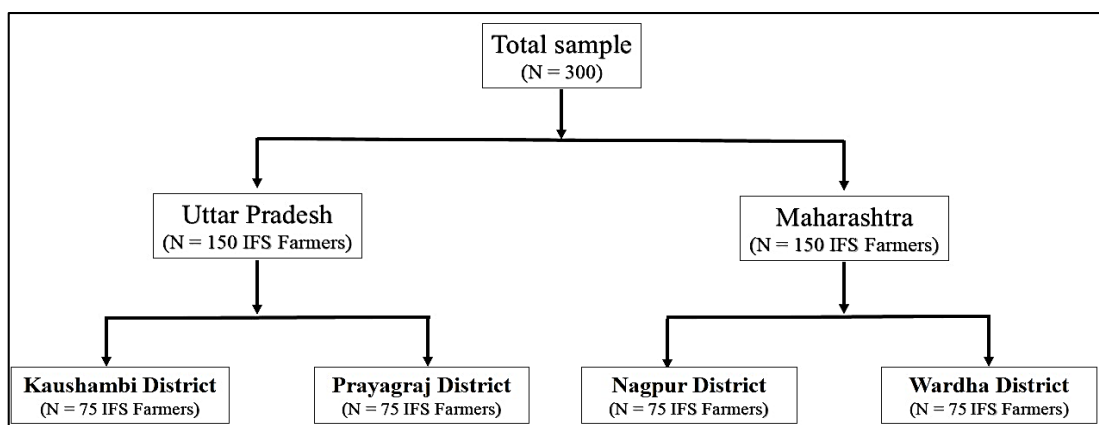 Total sample
(N = 300)
Uttar Pradesh
(N = 150 IFS Farmers)
Maharashtra
(N = 150 IFS Farmers)
Kaushambi District
(N = 75 IFS Farmers)
Prayagraj District
(N = 75 IFS Farmers)
Nagpur District
(N = 75 IFS Farmers)
Wardha District
(N = 75 IFS Farmers)